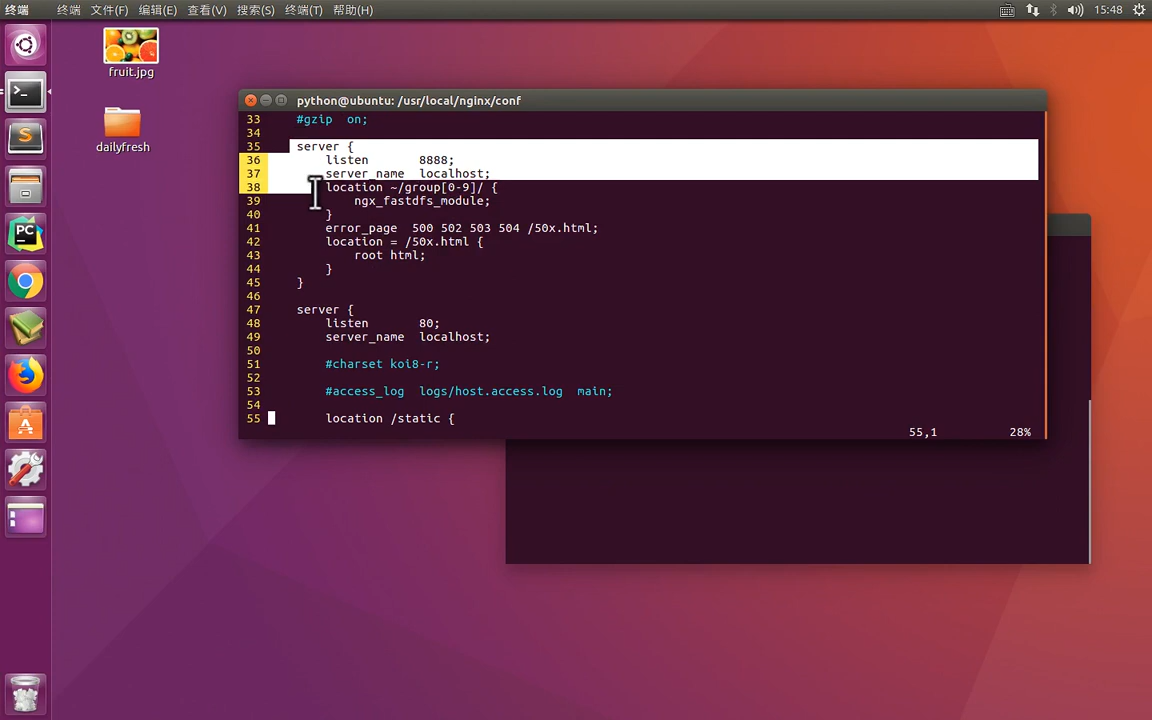 终端 终端 文件(F) 编辑(E) 查看(V) 搜索(S) 终端(T) 帮助(H) 15:48
fruit.jpg
dailyfresh
python@ubuntu: /usr/local/nginx/conf
33 #gzip on;
34
35 server {
36 listen 8888;
37 server_name localhost;
38 location ~/group[0-9]/ {
39 ngx_fastdfs_module;
40 }
41 error_page 500 502 503 504 /50x.html;
42 location = /50x.html {
43 root html;
44 }
45 }
46
47 server {
48 listen 80;
49 server_name localhost;
50
51 #charset koi8-r;
52
53 #access_log logs/host.access.log main;
54
55 location /static {
55,1 28%
PC